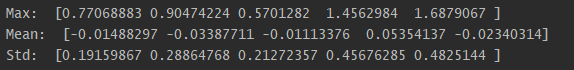 Max:  [0.77068883 0.90474224 0.5701282  1.4562984  1.6879067 ]
Mean:  [-0.01488297 -0.03387711 -0.01113376  0.05354137 -0.02340314]
Std:  [0.19159867 0.28864768 0.21272357 0.45676285 0.4825144 ]